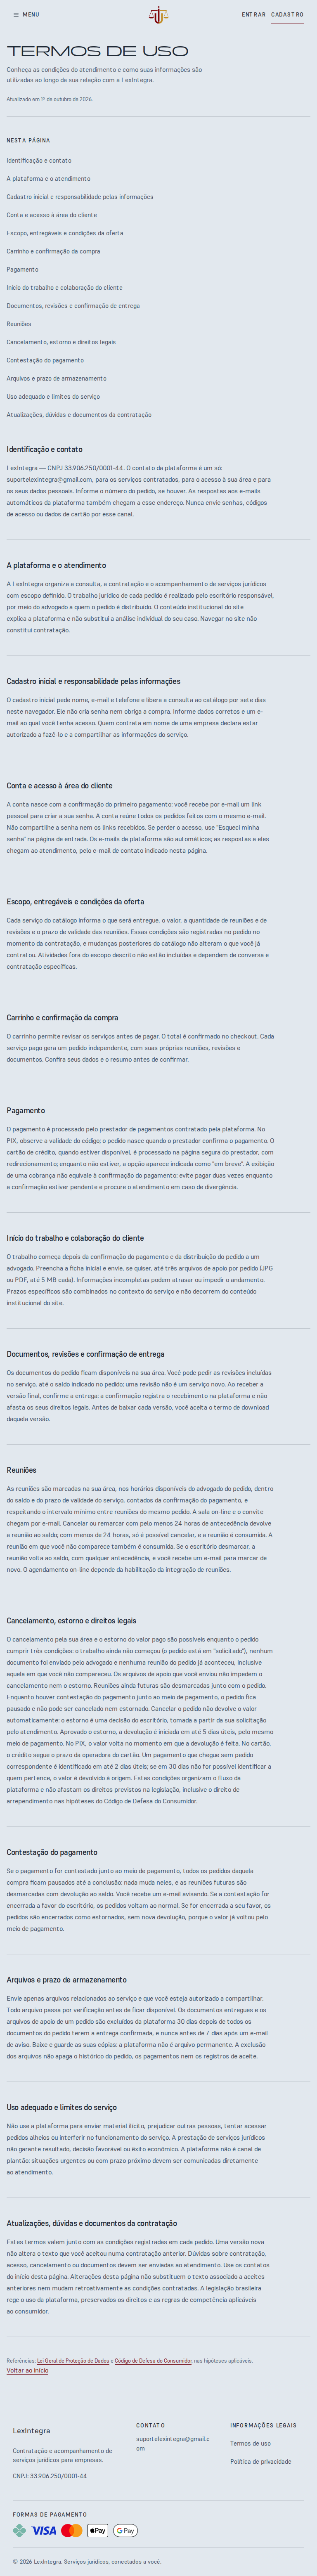 MENU
ENTRAR CADASTRO
TERMOS DE USO
Conheça as condições do atendimento e como suas informações são
utilizadas ao longo da sua relação com a LexIntegra.
Atualizado em 1º de outubro de 2026.
NESTA PÁGINA
Identificação e contato
A plataforma e o atendimento
Cadastro inicial e responsabilidade pelas informações
Conta e acesso à área do cliente
Escopo, entregáveis e condições da oferta
Carrinho e confirmação da compra
Pagamento
Início do trabalho e colaboração do cliente
Documentos, revisões e confirmação de entrega
Reuniões
Cancelamento, estorno e direitos legais
Contestação do pagamento
Arquivos e prazo de armazenamento
Uso adequado e limites do serviço
Atualizações, dúvidas e documentos da contratação
Identificação e contato
LexIntegra — CNPJ 33.906.250/0001-44. O contato da plataforma é um só:
suportelexintegra@gmail.com, para os serviços contratados, para o acesso à sua área e para
os seus dados pessoais. Informe o número do pedido, se houver. As respostas aos e-mails
automáticos da plataforma também chegam a esse endereço. Nunca envie senhas, códigos
de acesso ou dados de cartão por esse canal.
A plataforma e o atendimento
A LexIntegra organiza a consulta, a contratação e o acompanhamento de serviços jurídicos
com escopo definido. O trabalho jurídico de cada pedido é realizado pelo escritório responsável,
por meio do advogado a quem o pedido é distribuído. O conteúdo institucional do site
explica a plataforma e não substitui a análise individual do seu caso. Navegar no site não
constitui contratação.
Cadastro inicial e responsabilidade pelas informações
O cadastro inicial pede nome, e-mail e telefone e libera a consulta ao catálogo por sete dias
neste navegador. Ele não cria senha nem obriga a compra. Informe dados corretos e um e-
mail ao qual você tenha acesso. Quem contrata em nome de uma empresa declara estar
autorizado a fazê-lo e a compartilhar as informações do serviço.
Conta e acesso à área do cliente
A conta nasce com a confirmação do primeiro pagamento: você recebe por e-mail um link
pessoal para criar a sua senha. A conta reúne todos os pedidos feitos com o mesmo e-mail.
Não compartilhe a senha nem os links recebidos. Se perder o acesso, use "Esqueci minha
senha" na página de entrada. Os e-mails da plataforma são automáticos; as respostas a eles
chegam ao atendimento, pelo e-mail de contato indicado nesta página.
Escopo, entregáveis e condições da oferta
Cada serviço do catálogo informa o que será entregue, o valor, a quantidade de reuniões e de
revisões e o prazo de validade das reuniões. Essas condições são registradas no pedido no
momento da contratação, e mudanças posteriores do catálogo não alteram o que você já
contratou. Atividades fora do escopo descrito não estão incluídas e dependem de conversa e
contratação específicas.
Carrinho e confirmação da compra
O carrinho permite revisar os serviços antes de pagar. O total é confirmado no checkout. Cada
serviço pago gera um pedido independente, com suas próprias reuniões, revisões e
documentos. Confira seus dados e o resumo antes de confirmar.
Pagamento
O pagamento é processado pelo prestador de pagamentos contratado pela plataforma. No
PIX, observe a validade do código; o pedido nasce quando o prestador confirma o pagamento. O
cartão de crédito, quando estiver disponível, é processado na página segura do prestador, com
redirecionamento; enquanto não estiver, a opção aparece indicada como "em breve". A exibição
de uma cobrança não equivale à confirmação do pagamento: evite pagar duas vezes enquanto
a confirmação estiver pendente e procure o atendimento em caso de divergência.
Início do trabalho e colaboração do cliente
O trabalho começa depois da confirmação do pagamento e da distribuição do pedido a um
advogado. Preencha a ficha inicial e envie, se quiser, até três arquivos de apoio por pedido (JPG
ou PDF, até 5 MB cada). Informações incompletas podem atrasar ou impedir o andamento.
Prazos específicos são combinados no contexto do serviço e não decorrem do conteúdo
institucional do site.
Documentos, revisões e confirmação de entrega
Os documentos do pedido ficam disponíveis na sua área. Você pode pedir as revisões incluídas
no serviço, até o saldo indicado no pedido; uma revisão não é um serviço novo. Ao receber a
versão final, confirme a entrega: a confirmação registra o recebimento na plataforma e não
afasta os seus direitos legais. Antes de baixar cada versão, você aceita o termo de download
daquela versão.
Reuniões
As reuniões são marcadas na sua área, nos horários disponíveis do advogado do pedido, dentro
do saldo e do prazo de validade do serviço, contados da confirmação do pagamento, e
respeitando o intervalo mínimo entre reuniões do mesmo pedido. A sala on-line e o convite
chegam por e-mail. Cancelar ou remarcar com pelo menos 24 horas de antecedência devolve
a reunião ao saldo; com menos de 24 horas, só é possível cancelar, e a reunião é consumida. A
reunião em que você não comparece também é consumida. Se o escritório desmarcar, a
reunião volta ao saldo, com qualquer antecedência, e você recebe um e-mail para marcar de
novo. O agendamento on-line depende da habilitação da integração de reuniões.
Cancelamento, estorno e direitos legais
O cancelamento pela sua área e o estorno do valor pago são possíveis enquanto o pedido
cumprir três condições: o trabalho ainda não começou (o pedido está em "solicitado"), nenhum
documento foi enviado pelo advogado e nenhuma reunião do pedido já aconteceu, inclusive
aquela em que você não compareceu. Os arquivos de apoio que você enviou não impedem o
cancelamento nem o estorno. Reuniões ainda futuras são desmarcadas junto com o pedido.
Enquanto houver contestação do pagamento junto ao meio de pagamento, o pedido fica
pausado e não pode ser cancelado nem estornado. Cancelar o pedido não devolve o valor
automaticamente: o estorno é uma decisão do escritório, tomada a partir da sua solicitação
pelo atendimento. Aprovado o estorno, a devolução é iniciada em até 5 dias úteis, pelo mesmo
meio de pagamento. No PIX, o valor volta no momento em que a devolução é feita. No cartão,
o crédito segue o prazo da operadora do cartão. Um pagamento que chegue sem pedido
correspondente é identificado em até 2 dias úteis; se em 30 dias não for possível identificar a
quem pertence, o valor é devolvido à origem. Estas condições organizam o fluxo da
plataforma e não afastam os direitos previstos na legislação, inclusive o direito de
arrependimento nas hipóteses do Código de Defesa do Consumidor.
Contestação do pagamento
Se o pagamento for contestado junto ao meio de pagamento, todos os pedidos daquela
compra ficam pausados até a conclusão: nada muda neles, e as reuniões futuras são
desmarcadas com devolução ao saldo. Você recebe um e-mail avisando. Se a contestação for
encerrada a favor do escritório, os pedidos voltam ao normal. Se for encerrada a seu favor, os
pedidos são encerrados como estornados, sem nova devolução, porque o valor já voltou pelo
meio de pagamento.
Arquivos e prazo de armazenamento
Envie apenas arquivos relacionados ao serviço e que você esteja autorizado a compartilhar.
Todo arquivo passa por verificação antes de ficar disponível. Os documentos entregues e os
arquivos de apoio de um pedido são excluídos da plataforma 30 dias depois de todos os
documentos do pedido terem a entrega confirmada, e nunca antes de 7 dias após um e-mail
de aviso. Baixe e guarde as suas cópias: a plataforma não é arquivo permanente. A exclusão
dos arquivos não apaga o histórico do pedido, os pagamentos nem os registros de aceite.
Uso adequado e limites do serviço
Não use a plataforma para enviar material ilícito, prejudicar outras pessoas, tentar acessar
pedidos alheios ou interferir no funcionamento do serviço. A prestação de serviços jurídicos
não garante resultado, decisão favorável ou êxito econômico. A plataforma não é canal de
plantão: situações urgentes ou com prazo próximo devem ser comunicadas diretamente
ao atendimento.
Atualizações, dúvidas e documentos da contratação
Estes termos valem junto com as condições registradas em cada pedido. Uma versão nova
não altera o texto que você aceitou numa contratação anterior. Dúvidas sobre contratação,
acesso, cancelamento ou documentos devem ser enviadas ao atendimento. Use os contatos
do início desta página. Alterações desta página não substituem o texto associado a aceites
anteriores nem mudam retroativamente as condições contratadas. A legislação brasileira
rege o uso da plataforma, preservados os direitos e as regras de competência aplicáveis
ao consumidor.
Referências: Lei Geral de Proteção de Dados e Código de Defesa do Consumidor, nas hipóteses aplicáveis.
Voltar ao início
LexIntegra
Contratação e acompanhamento de
serviços jurídicos para empresas.
CNPJ: 33.906.250/0001-44
CONTATO
suportelexintegra@gmail.c
om
INFORMAÇÕES LEGAIS
Termos de uso
Política de privacidade
FORMAS DE PAGAMENTO
VISA
Pay
G Pay
© 2026 LexIntegra. Serviços jurídicos, conectados a você.